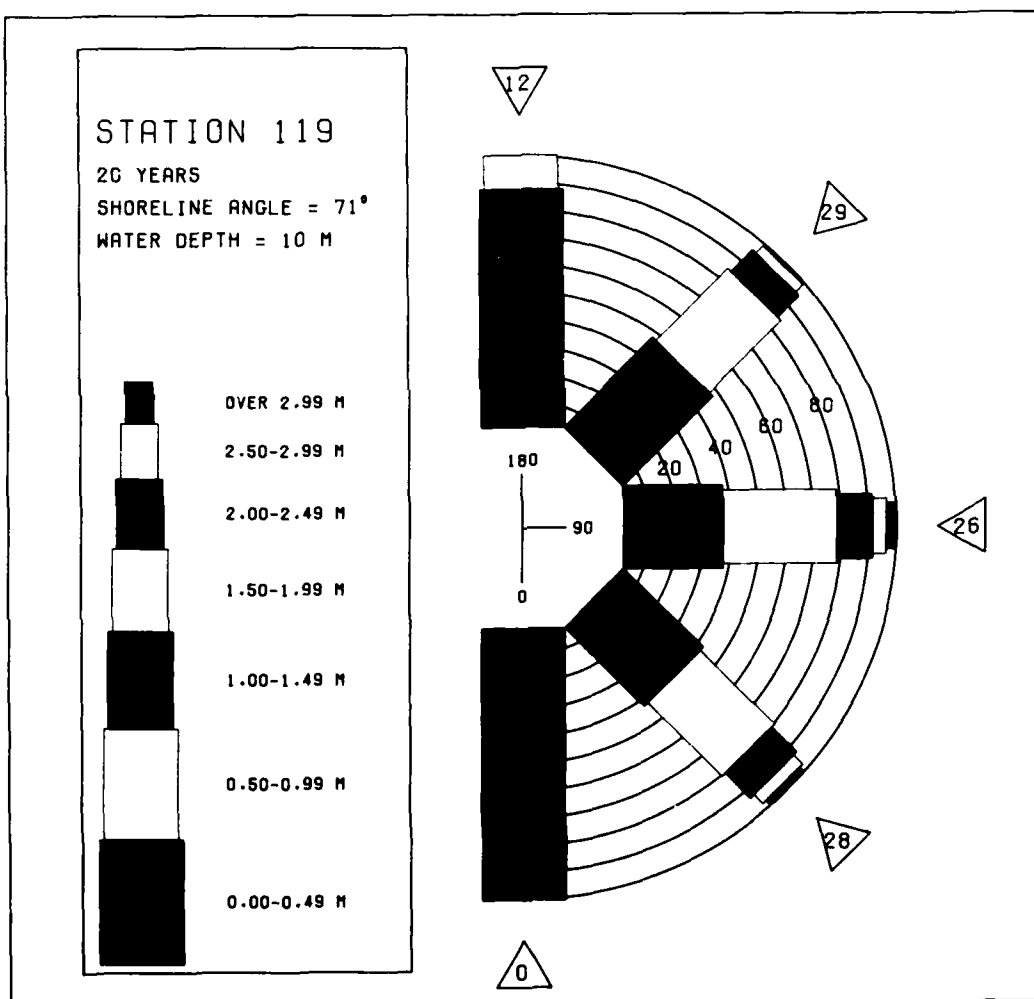 STATION 119
20 YEARS
SHORELINE ANGLE = 71°
WATER DEPTH = 10 M
OVER 2.99 M
2.50-2.99 M
2.00-2.49 M
1.50-1.99 M
1.00-1.49 M
0.50-0.99 M
0.00-0.49 M
12
29
80
60
40
20
180
90
0
26
28
0